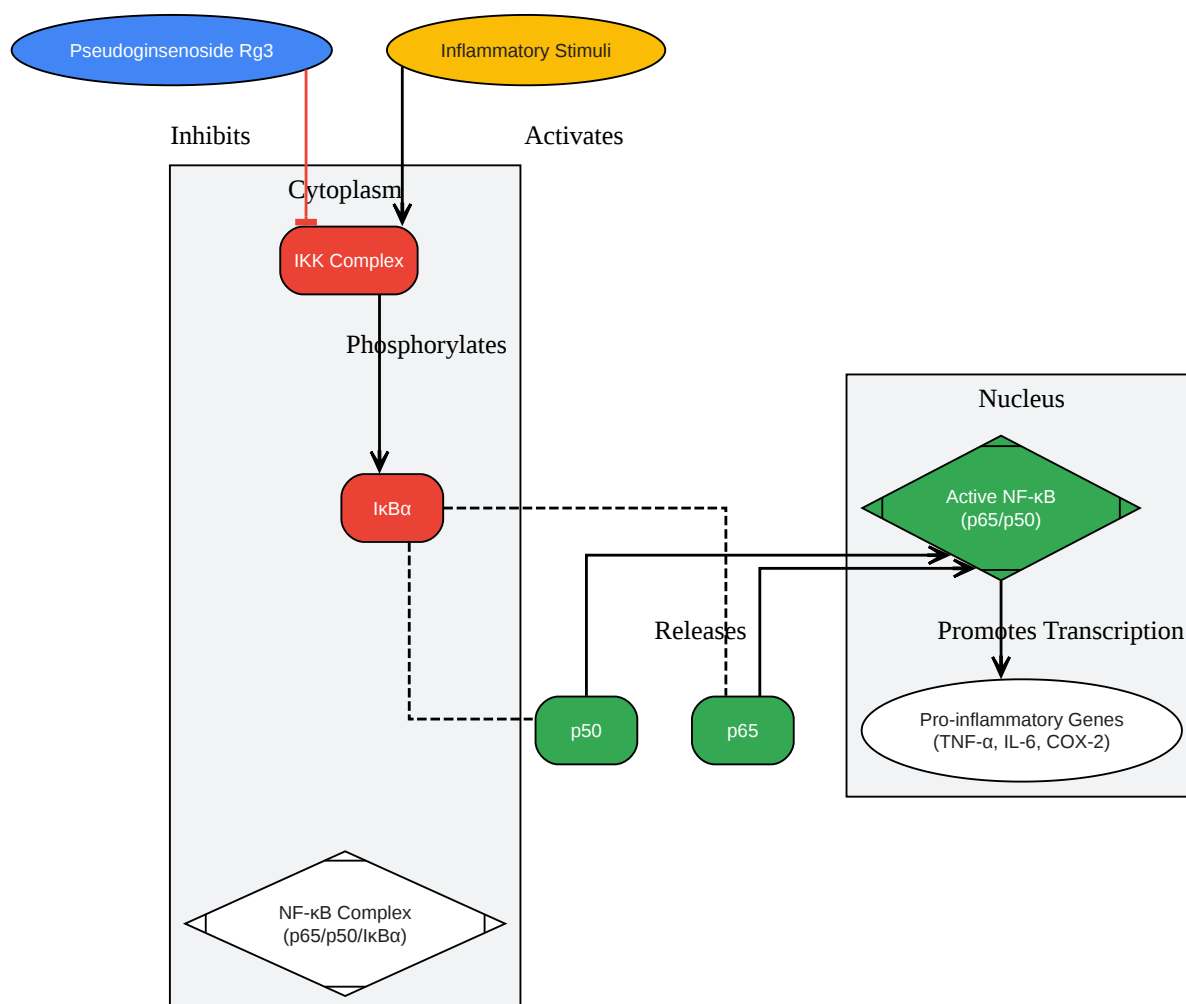 Pseudoginsenoside Rg3
Inflammatory Stimuli
Inhibits
Activates
Cytoplasm
IKK Complex
Phosphorylates
Nucleus
Active NF-κB
(p65/p50)
IκBα
Releases
Promotes Transcription
p50
p65
Pro-inflammatory Genes
(TNF-α, IL-6, COX-2)
NF-κB Complex
(p65/p50/IκBα)